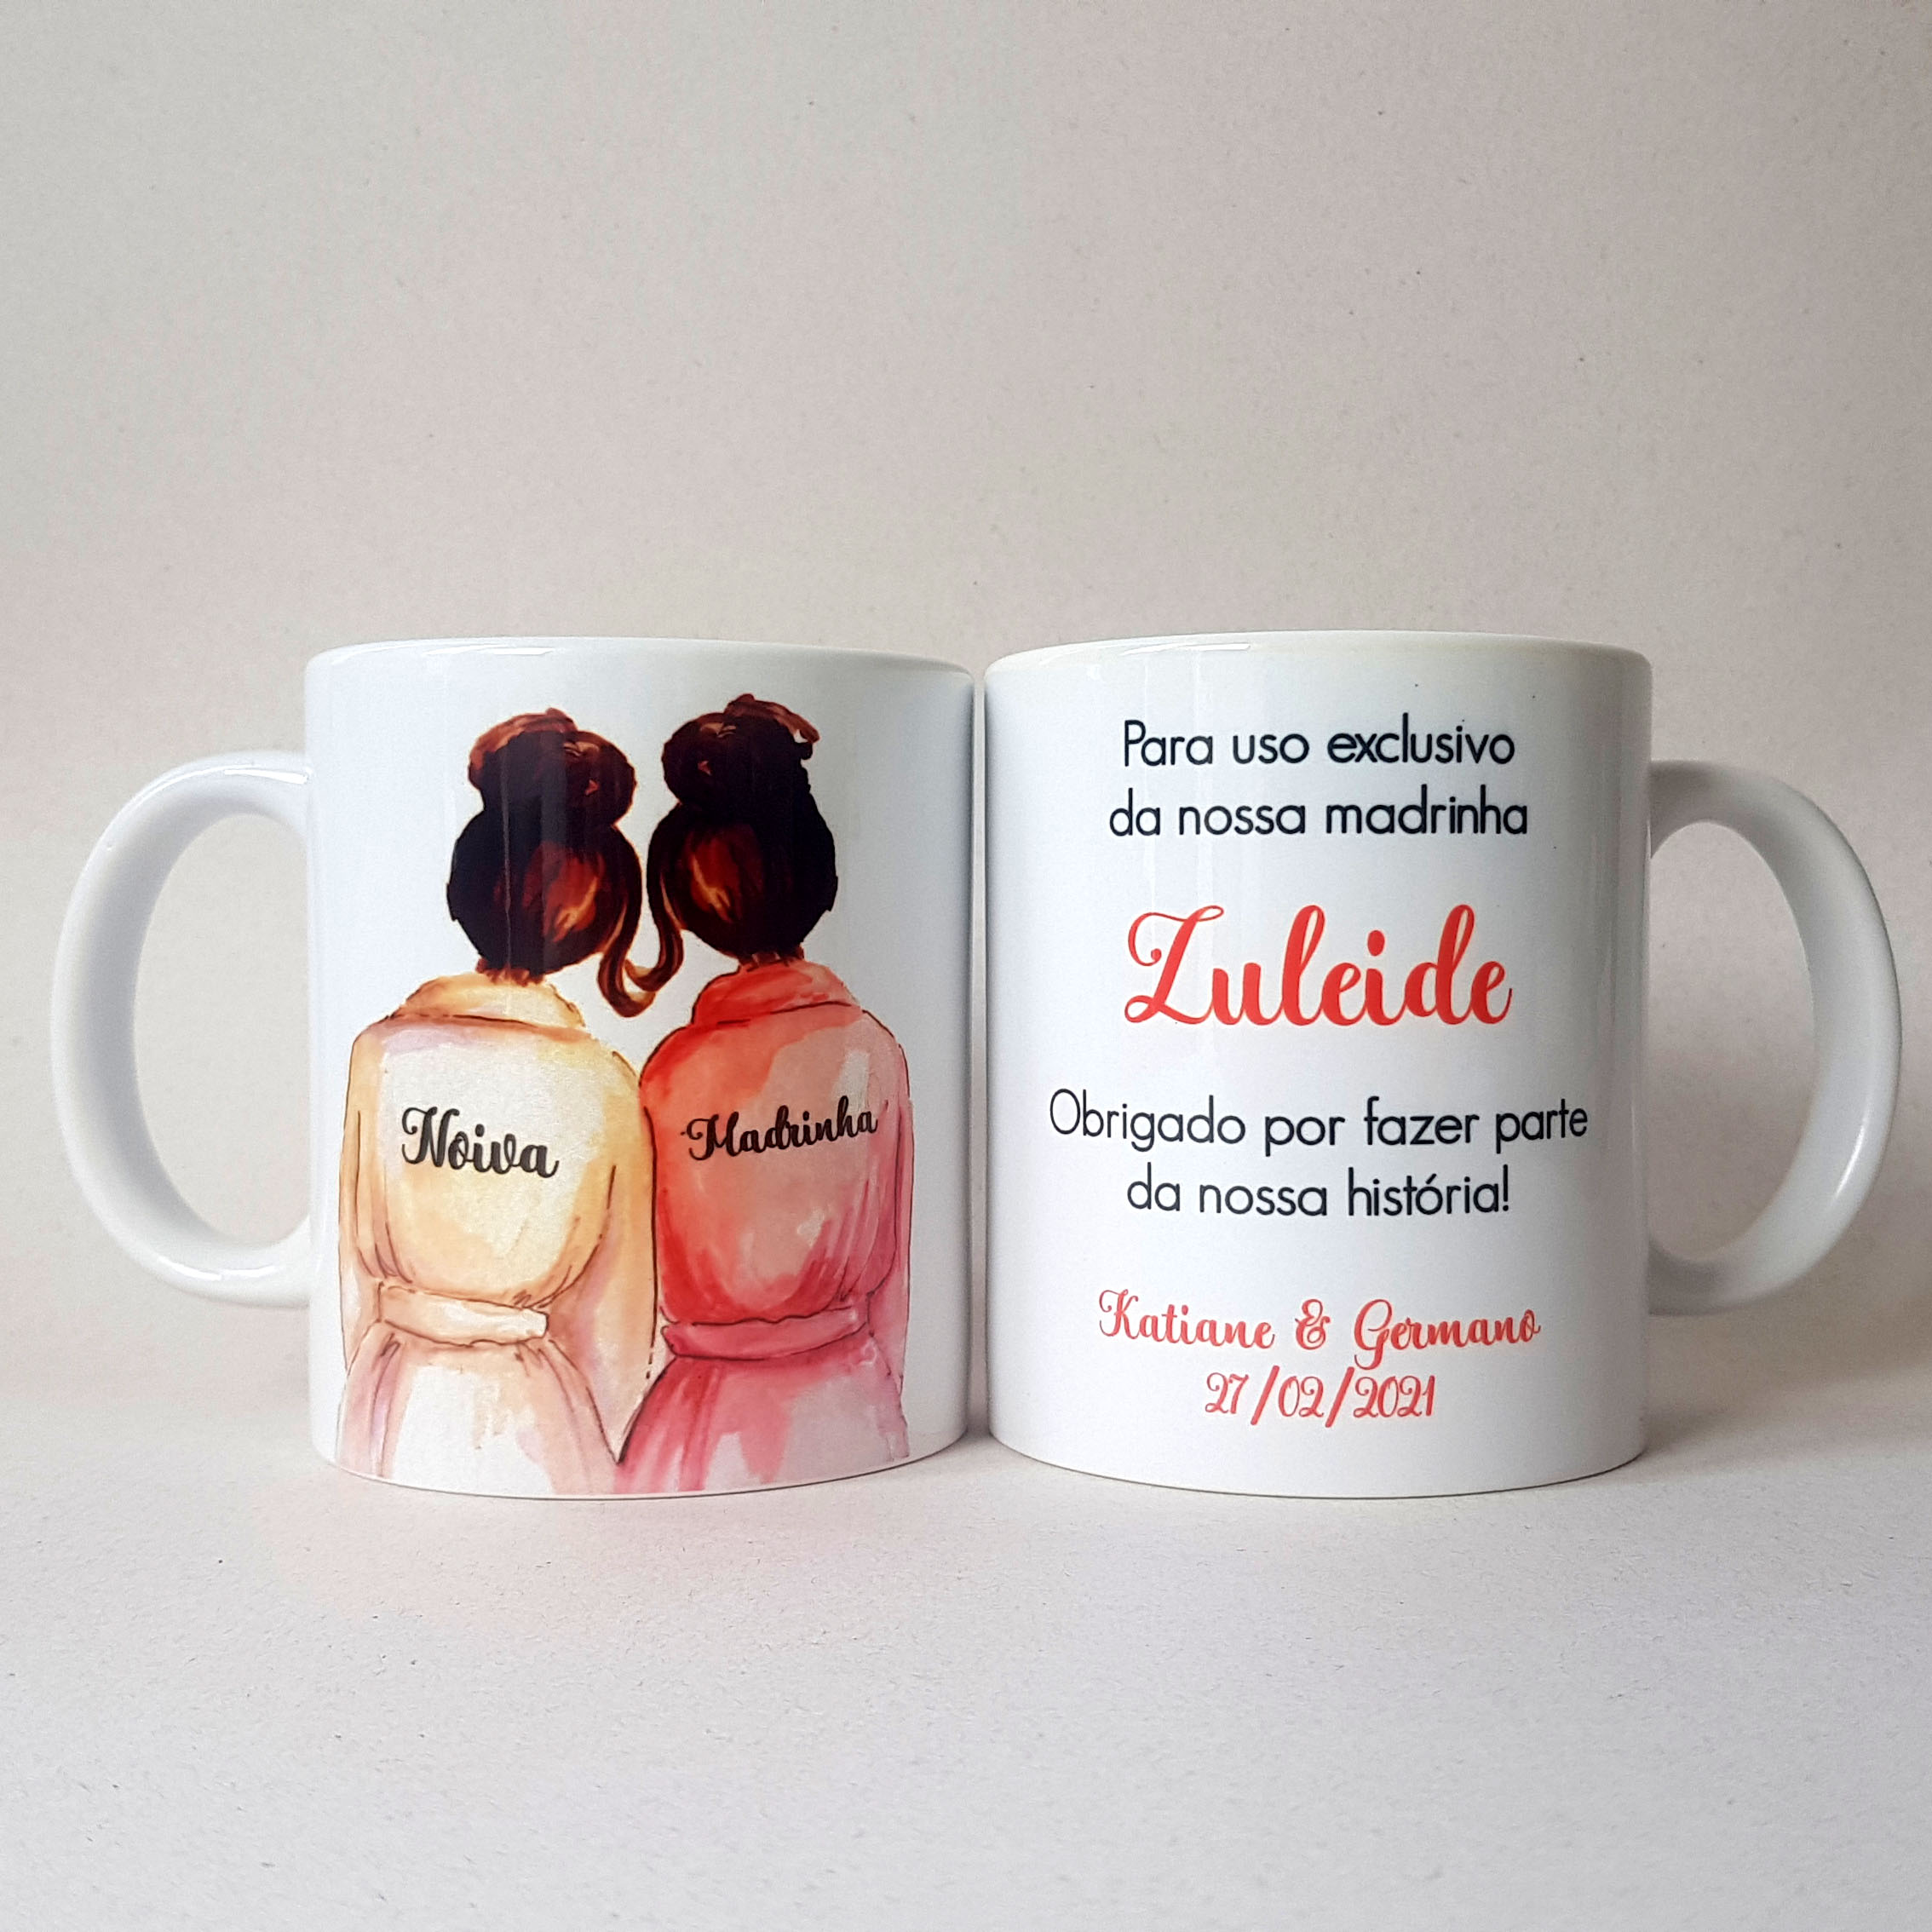 Noiva
Madrinha
Para uso exclusivo
da nossa madrinha
Zuleide
Obrigado por fazer parte
da nossa história!
Katiane & Germano
27/02/2021